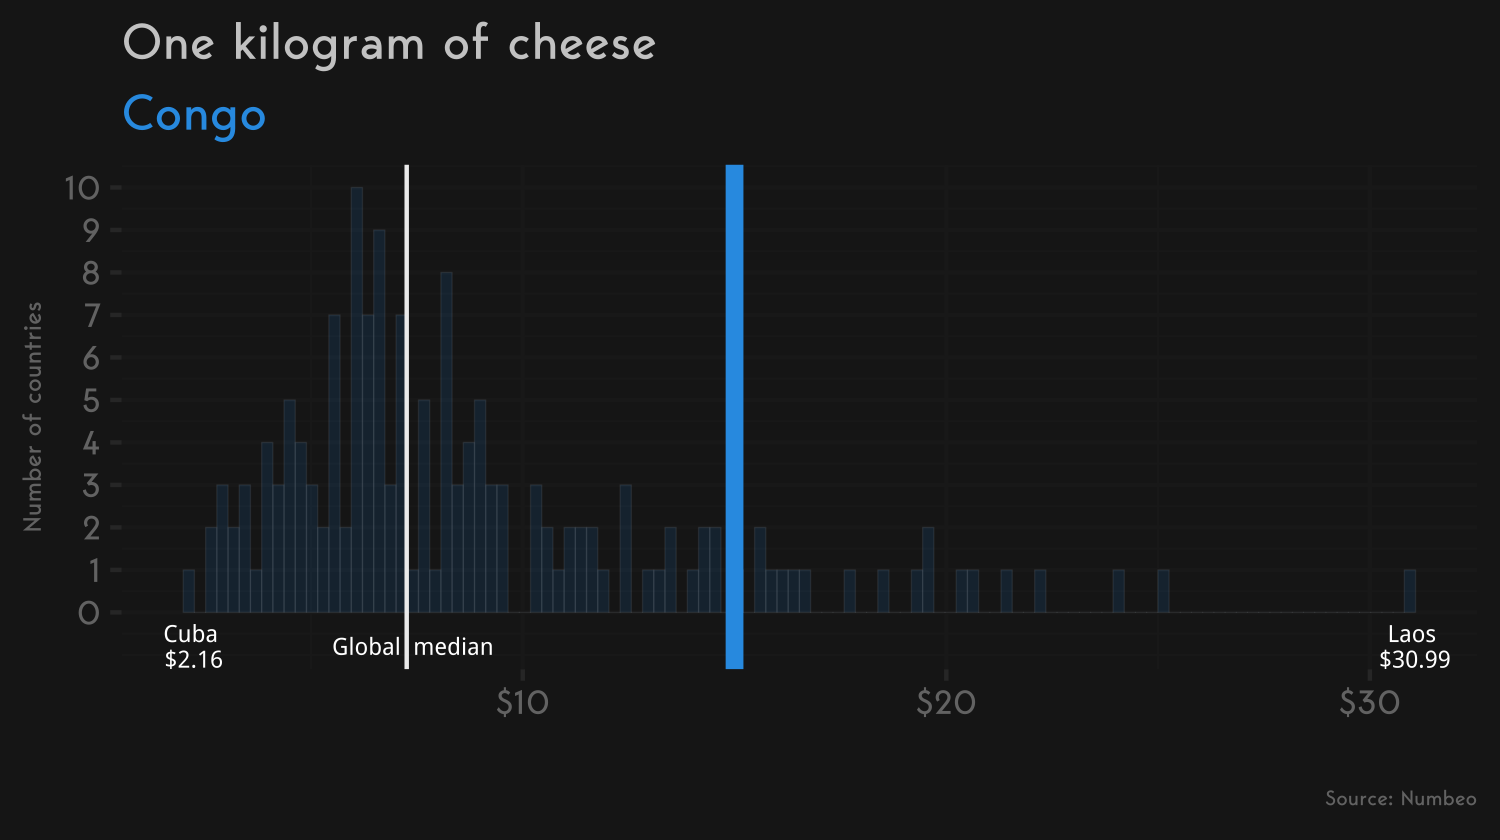 One kilogram of cheese
Congo
Number of countries
10
9
8
7
6
5
4
3
2
1
0
Cuba
$2.16
Global median
Laos
$30.99
$10
$20
$30
Source: Numbeo